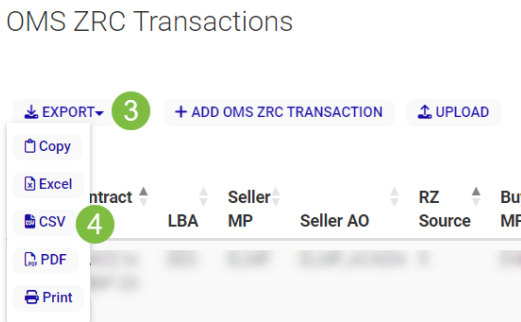 OMS ZRC Transactions
EXPORT 3 + ADD OMS ZRC TRANSACTION UPLOAD
Copy
Excel
CSV 4
PDF
Print
ntract LBA Seller MP Seller AO RZ Source MP